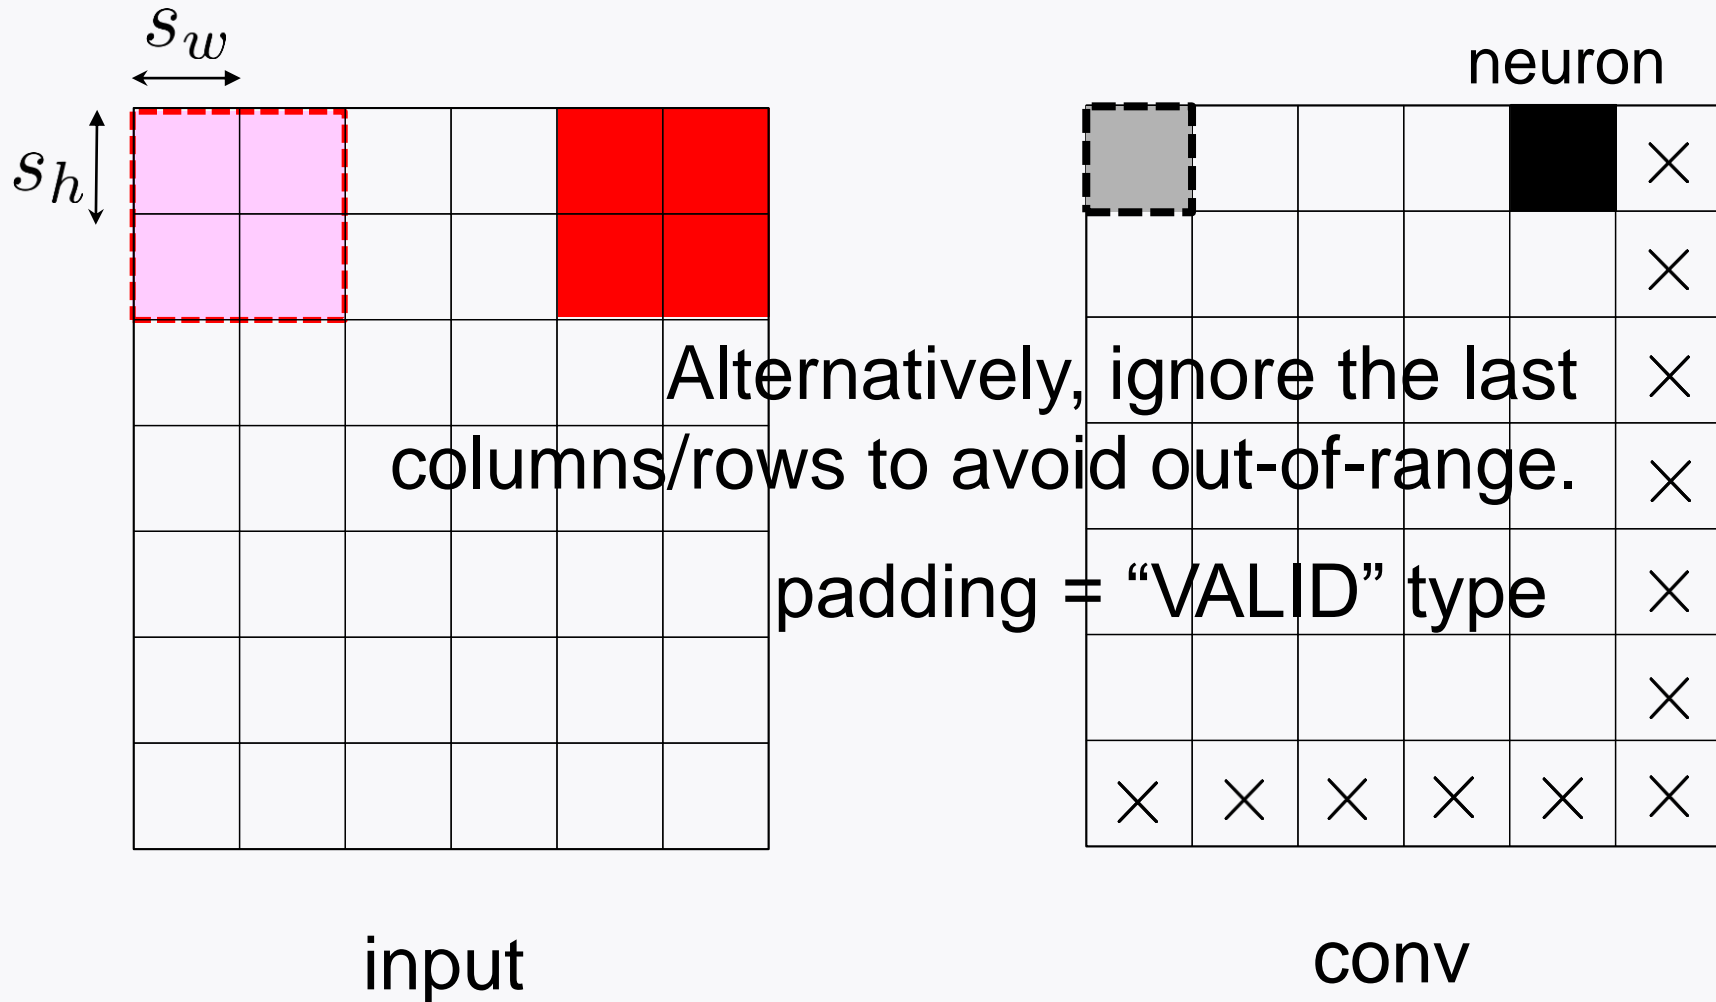 s_w
neuron
s_h
Alternatively, ignore the last
columns/rows to avoid out-of-range.
padding = “VALID” type
input
conv